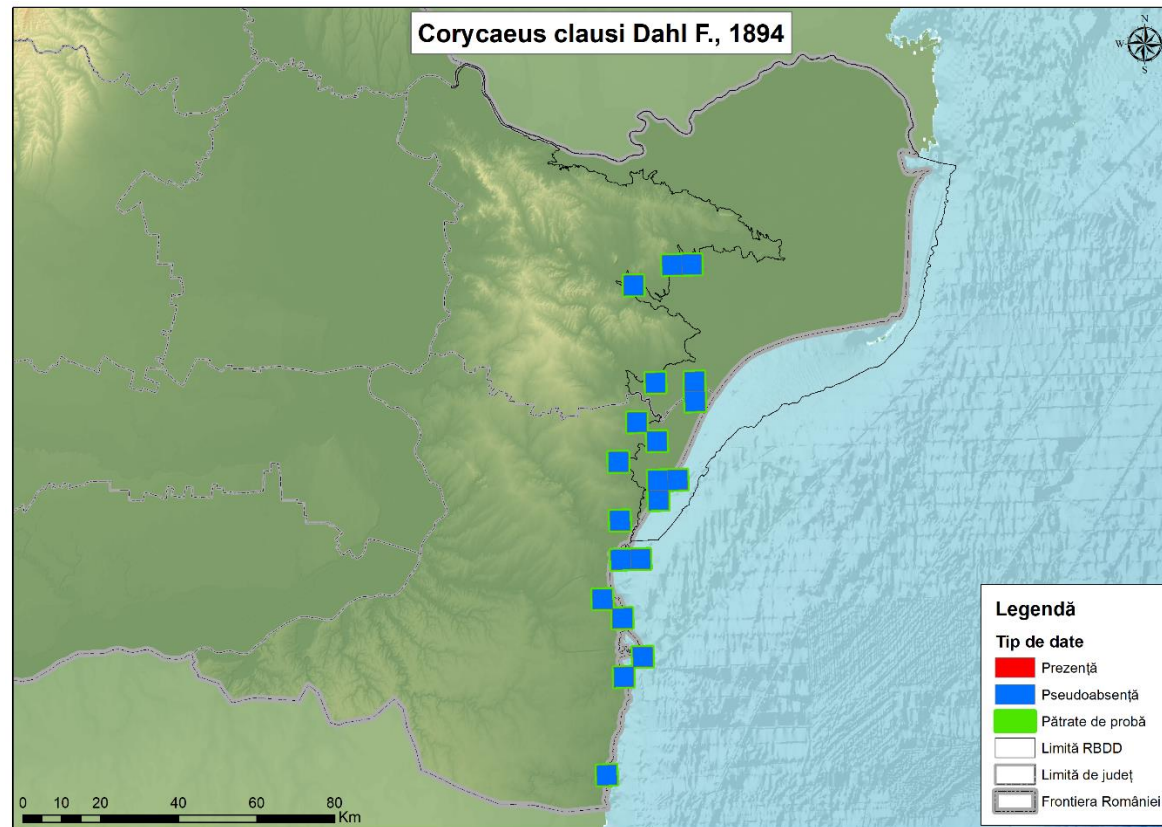 Corycaeus clausi Dahl F., 1894
N
W
S
Legendă
Tip de date
Prezență
Pseudoabsență
Pătrate de probă
Limită RBDD
Limită de județ
Frontiera României
0 10 20 40 60 80
Km